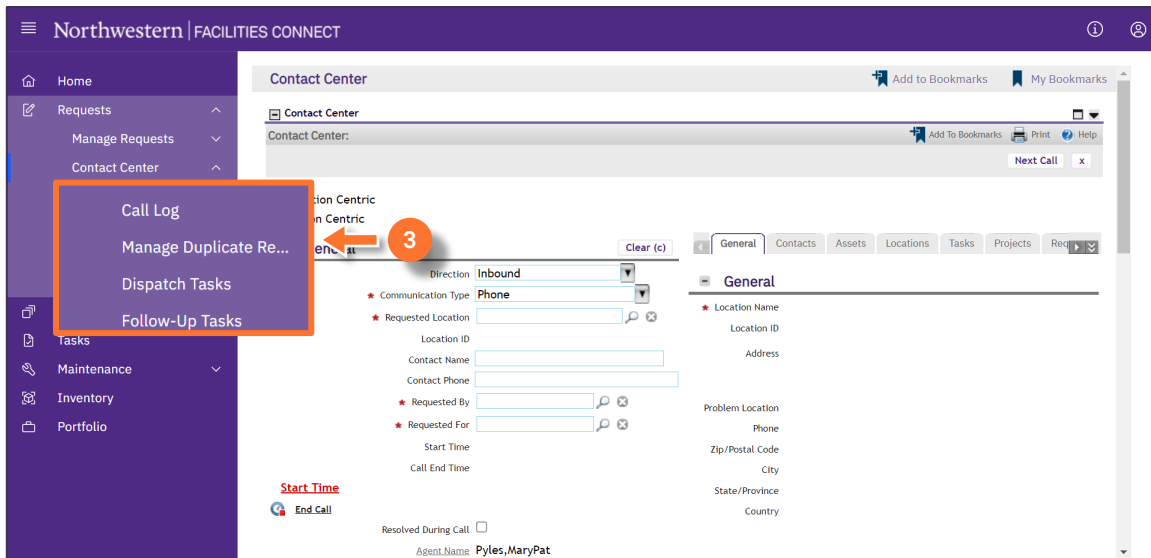 Northwestern | FACILITIES CONNECT
Home
Requests
Manage Requests
Contact Center
Call Log
Manage Duplicate Re...
Dispatch Tasks
Follow-Up Tasks
Tasks
Maintenance
Inventory
Portfolio
3
Contact Center
Add to Bookmarks
My Bookmarks
Contact Center
Contact Center:
Add To Bookmarks
Print
Help
Next Call
x
Centric
Centric
Clear (c)
Direction Inbound
* Communication Type Phone
* Requested Location
Location ID
Contact Name
Contact Phone
* Requested By
* Requested For
Start Time
Call End Time
Start Time
End Call
Resolved During Call
Agent Name Pyles,MaryPat
General
Contacts
Assets
Locations
Tasks
Projects
General
* Location Name
Location ID
Address
Problem Location
Phone
Zip/Postal Code
City
State/Province
Country